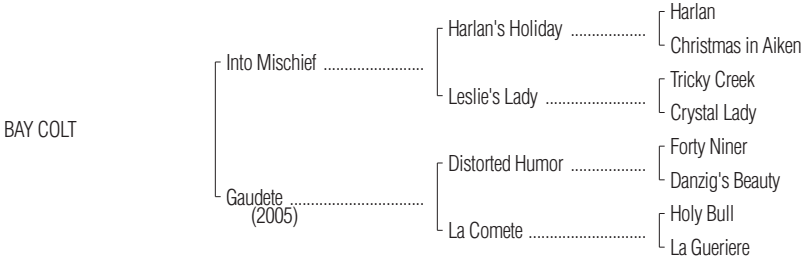 Harlan
Harlan's Holiday ....................
Christmas in Aiken
Into Mischief ..........................
Tricky Creek
Leslie's Lady ..........................
Crystal Lady
BAY COLT
Forty Niner
Distorted Humor ....................
Danzig's Beauty
Gaudete ...................................
(2005)
Holy Bull
La Comete ...............................
La Gueriere